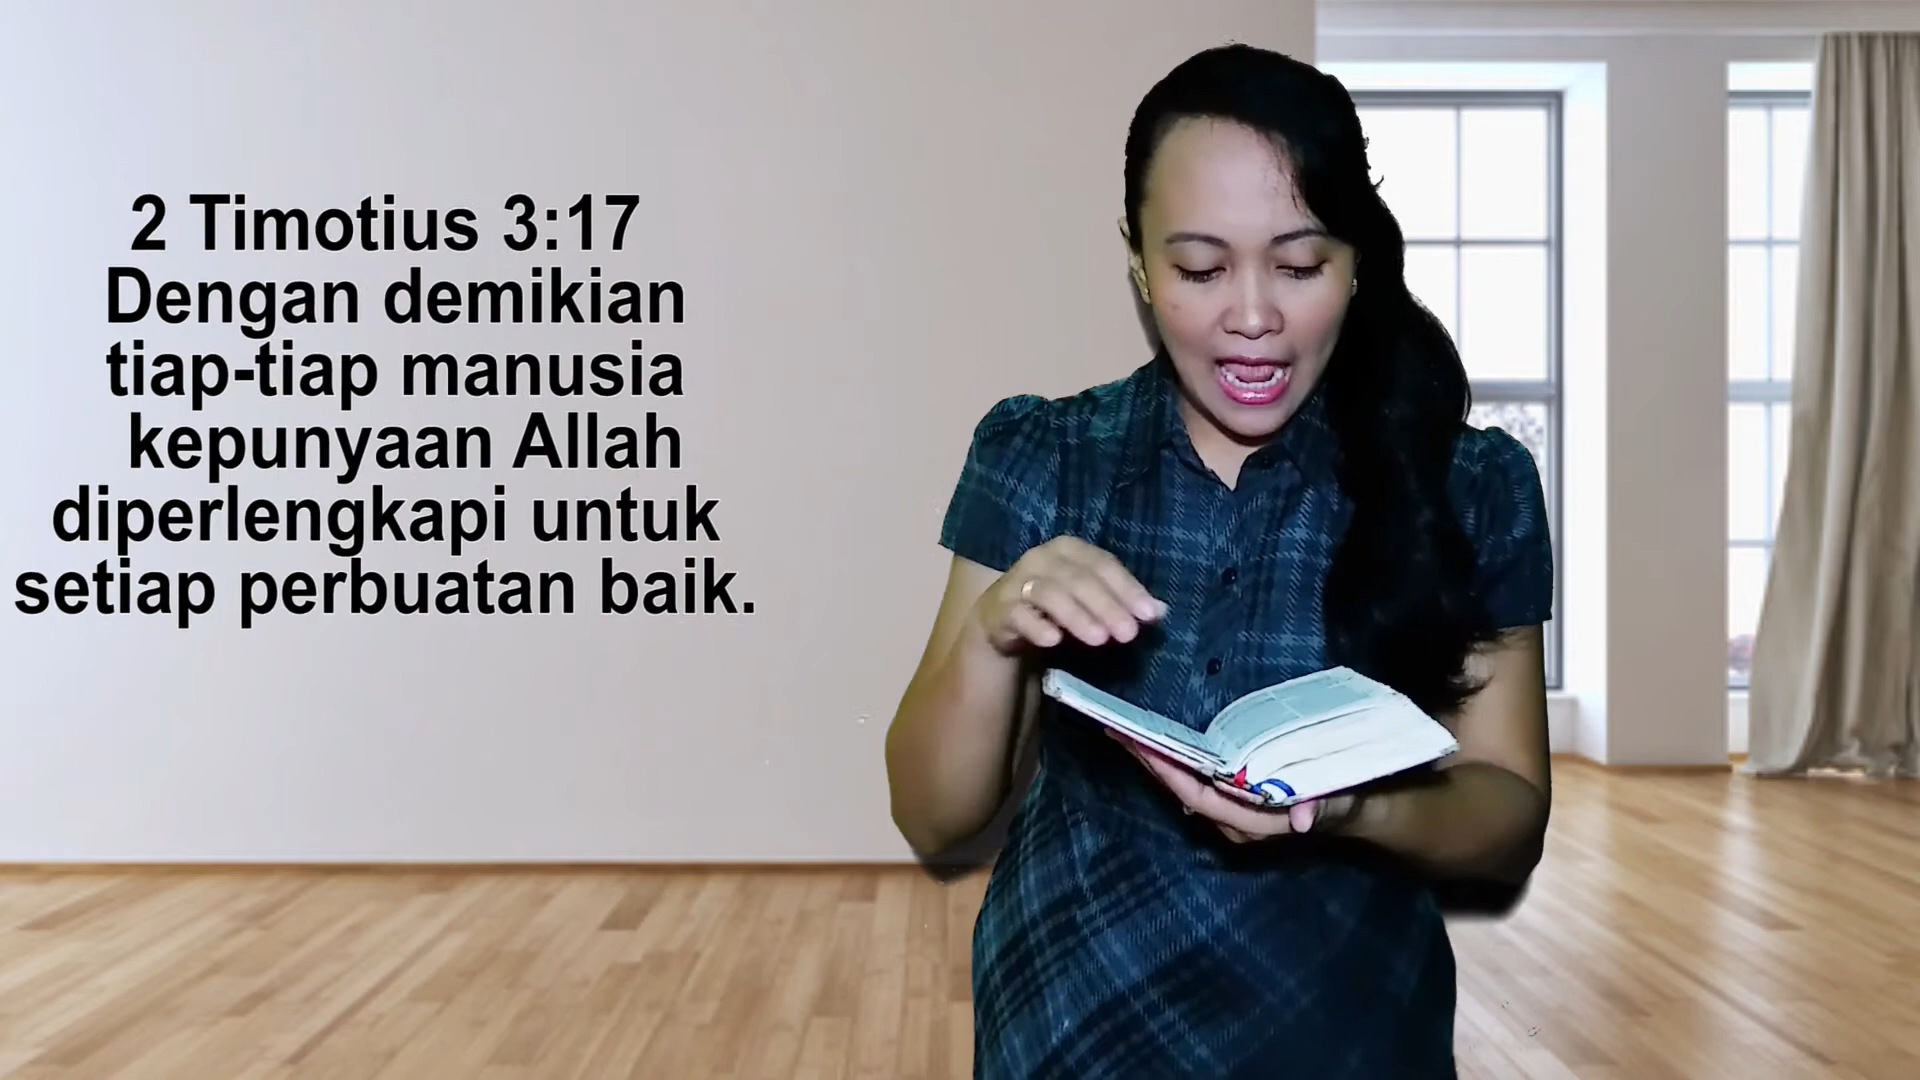 2 Timotius 3:17
Dengan demikian
tiap-tiap manusia
kepunyaan Allah
diperlengkapi untuk
setiap perbuatan baik.